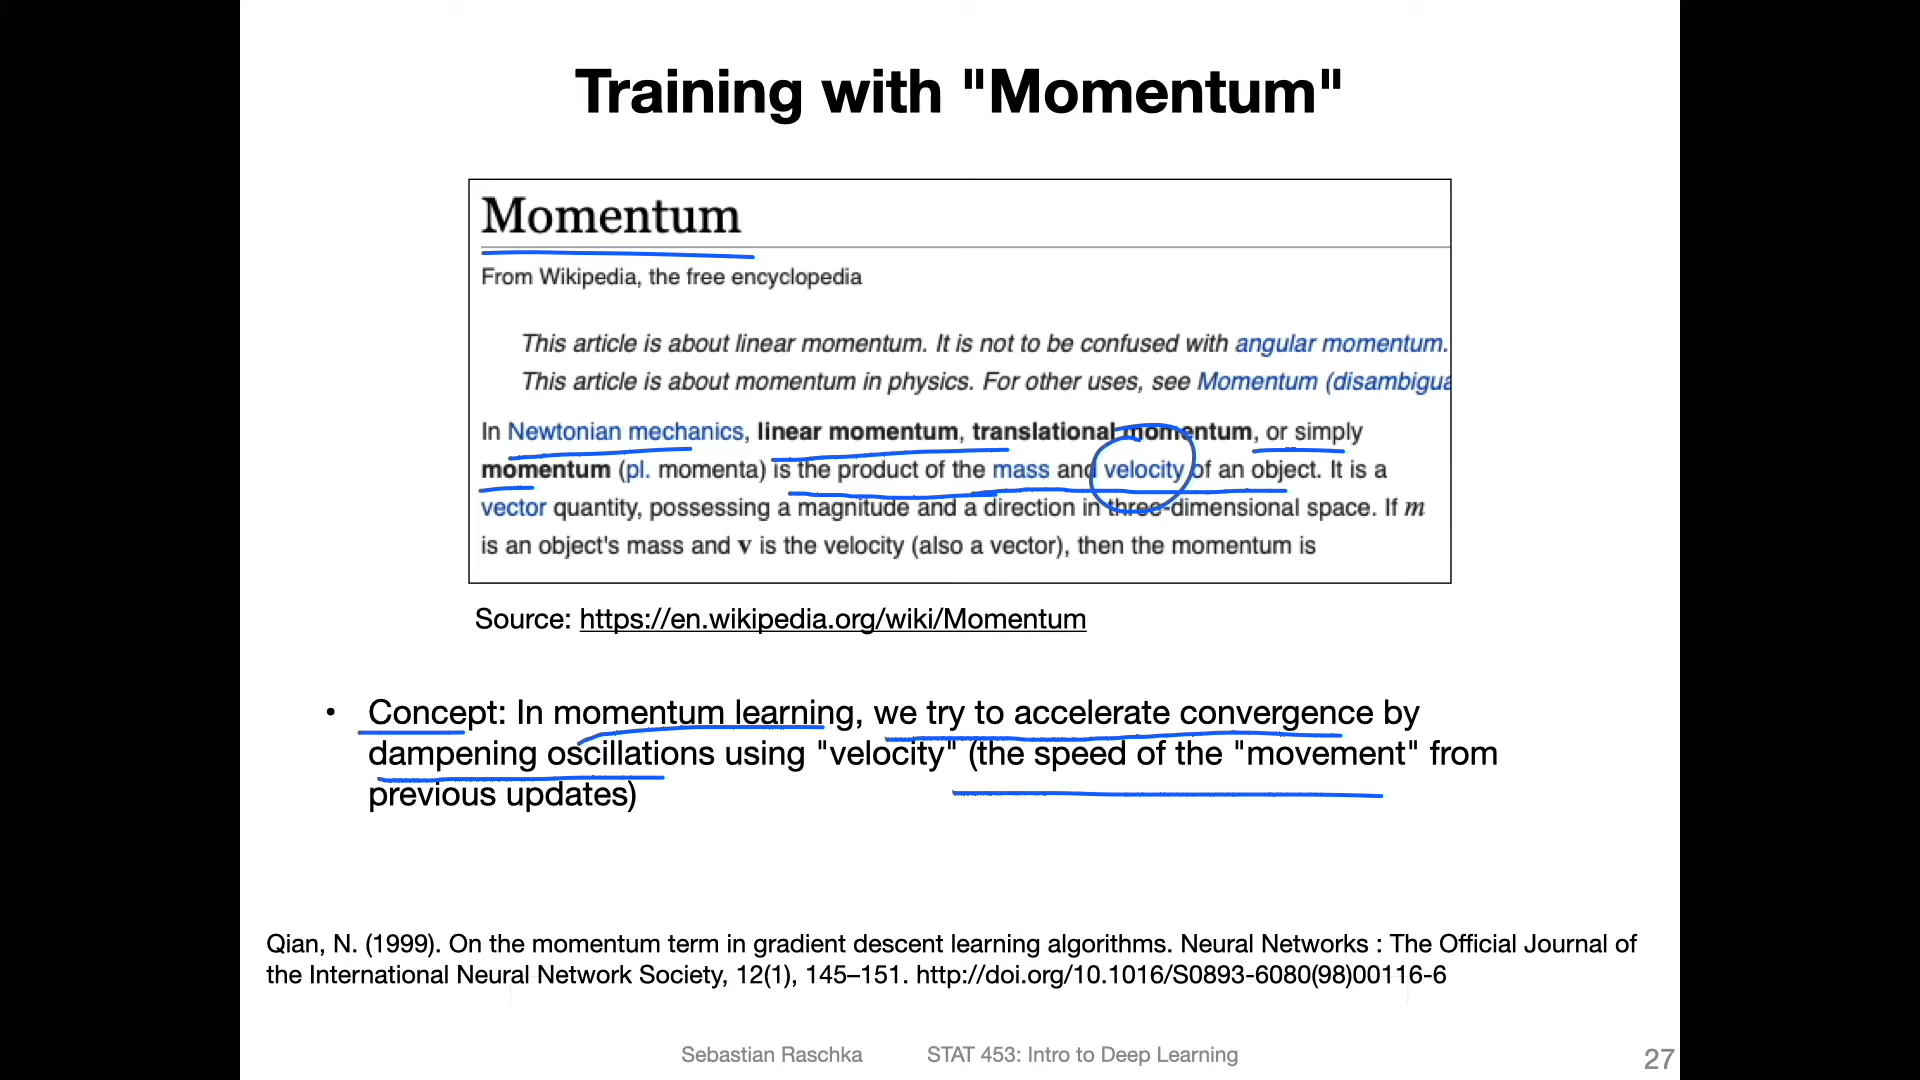 Training with "Momentum"
Momentum
From Wikipedia, the free encyclopedia
This article is about linear momentum. It is not to be confused with angular momentum.
This article is about momentum in physics. For other uses, see Momentum (disambigua
In Newtonian mechanics, linear momentum, translational momentum, or simply
momentum (pl. momenta) is the product of the mass and velocity of an object. It is a
vector quantity, possessing a magnitude and a direction in three-dimensional space. If m
is an object's mass and v is the velocity (also a vector), then the momentum is
Source: https://en.wikipedia.org/wiki/Momentum
• Concept: In momentum learning, we try to accelerate convergence by
dampening oscillations using "velocity" (the speed of the "movement" from
previous updates)
Qian, N. (1999). On the momentum term in gradient descent learning algorithms. Neural Networks : The Official Journal of
the International Neural Network Society, 12(1), 145–151. http://doi.org/10.1016/S0893-6080(98)00116-6
Sebastian Raschka STAT 453: Intro to Deep Learning 27